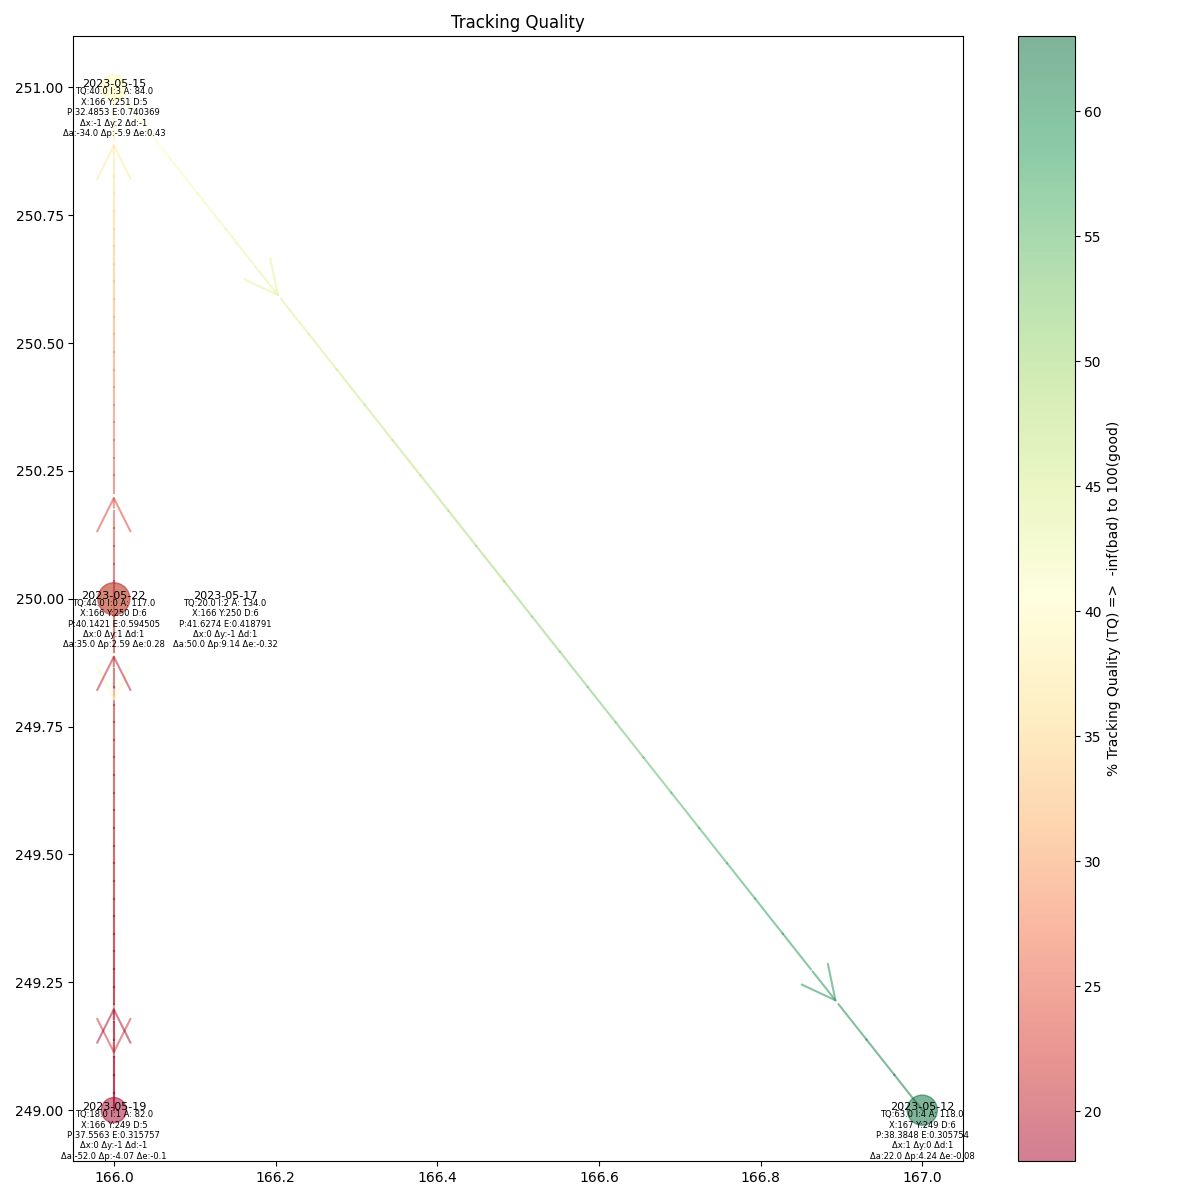 Tracking Quality
251.00
250.75
250.50
250.25
250.00
249.75
249.50
249.25
249.00
2023-05-15
TQ:40.0 I:3 A: 84.0
X:166 Y:251 D:5
P:32.4853 E:0.740369
Δx:-1 Δy:2 Δd:-1
Δa:-34.0 Δp:-5.9 Δe:0.43
2023-05-22
TQ:44.0 I:0 A: 117.0
X:166 Y:250 D:6
P:40.1421 E:0.594505
Δx:0 Δy:1 Δd:1
Δa:35.0 Δp:2.59 Δe:0.28
2023-05-17
TQ:20.0 I:2 A: 134.0
X:166 Y:250 D:6
P:41.6274 E:0.418791
Δx:0 Δy:-1 Δd:1
Δa:50.0 Δp:9.14 Δe:-0.32
2023-05-19
TQ:18.0 I:1 A: 82.0
X:166 Y:249 D:5
P:37.5563 E:0.315757
Δx:0 Δy:-1 Δd:-1
Δa:-52.0 Δp:-4.07 Δe:-0.1
2023-05-12
TQ:63.0 I:4 A: 118.0
X:167 Y:249 D:6
P:38.3848 E:0.305754
Δx:1 Δy:0 Δd:1
Δa:22.0 Δp:4.24 Δe:-0.08
166.0 166.2 166.4 166.6 166.8 167.0
60
55
50
45
40
35
30
25
20
% Tracking Quality (TQ) => -inf(bad) to 100(good)